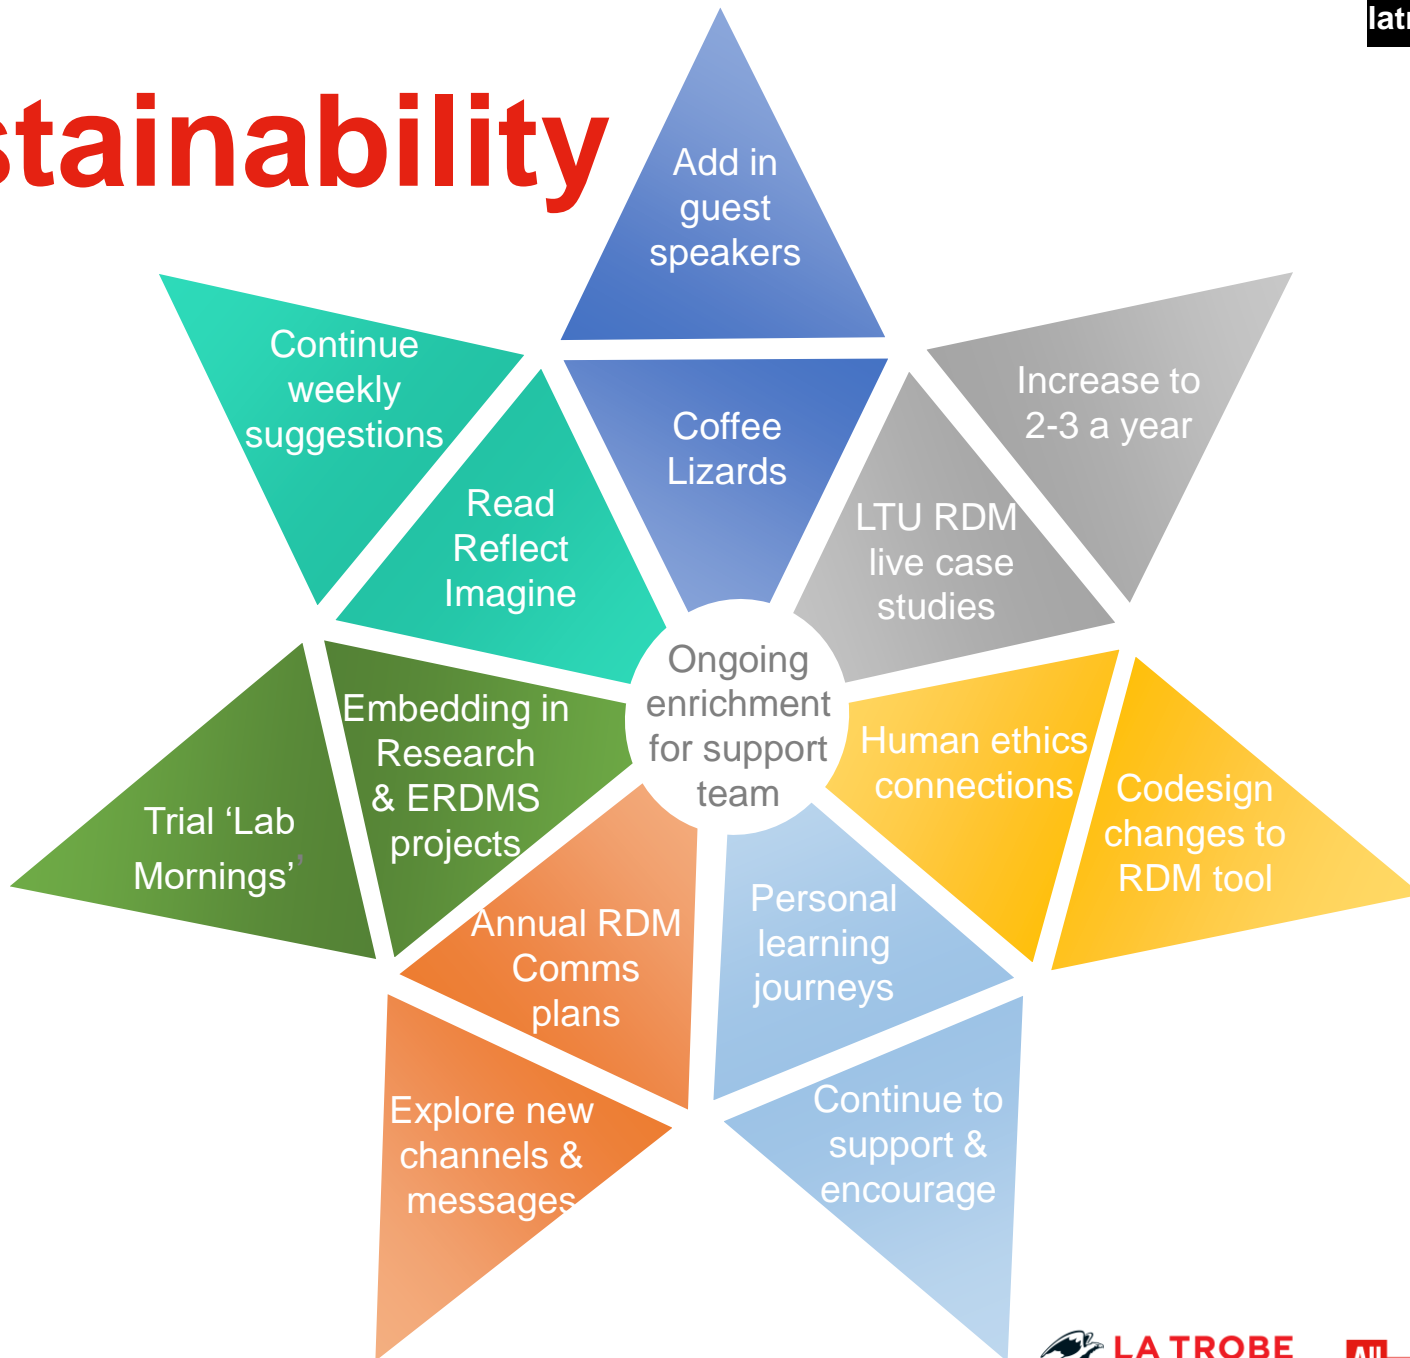 latr
stainability
Add in
guest
speakers
Coffee
Lizards
Increase to
2-3 a year
LTU RDM
live case
studies
Human ethics
connections
Codesign
changes to
RDM tool
Personal
learning
journeys
Continue to
support &
encourage
Annual RDM
Comms
plans
Explore new
channels &
messages
Embedding in
Research
& ERDMS
projects
Trial ‘Lab
Mornings’’
Read
Reflect
Imagine
Continue
weekly
suggestions
Ongoing
enrichment
for support
team
LA TROBE
All